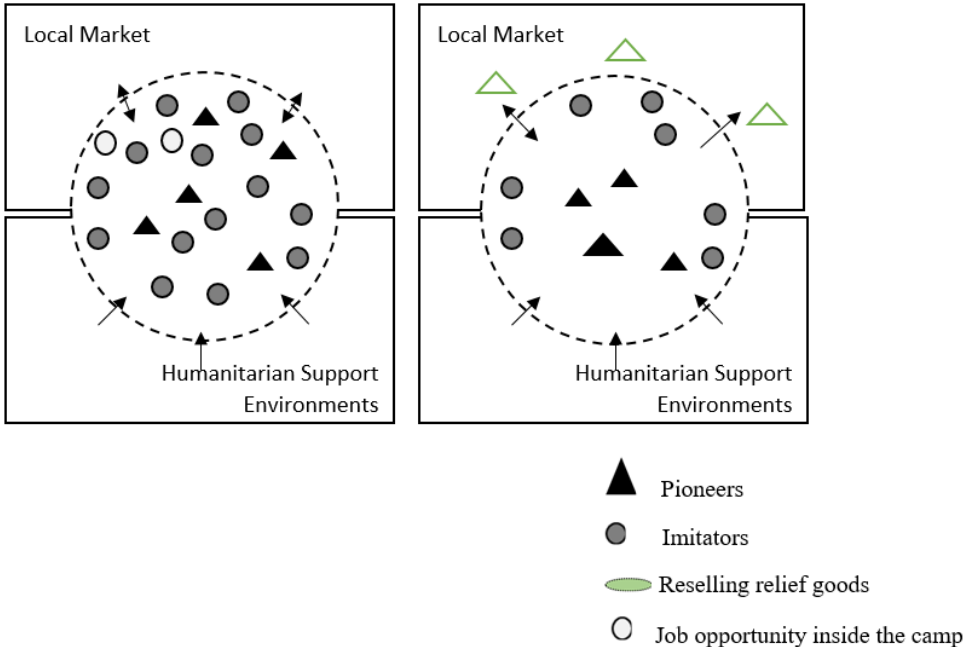 Local Market
Humanitarian Support
Environments
Local Market
Humanitarian Support
Environments
Pioneers
Imitators
Reselling relief goods
Job opportunity inside the camp